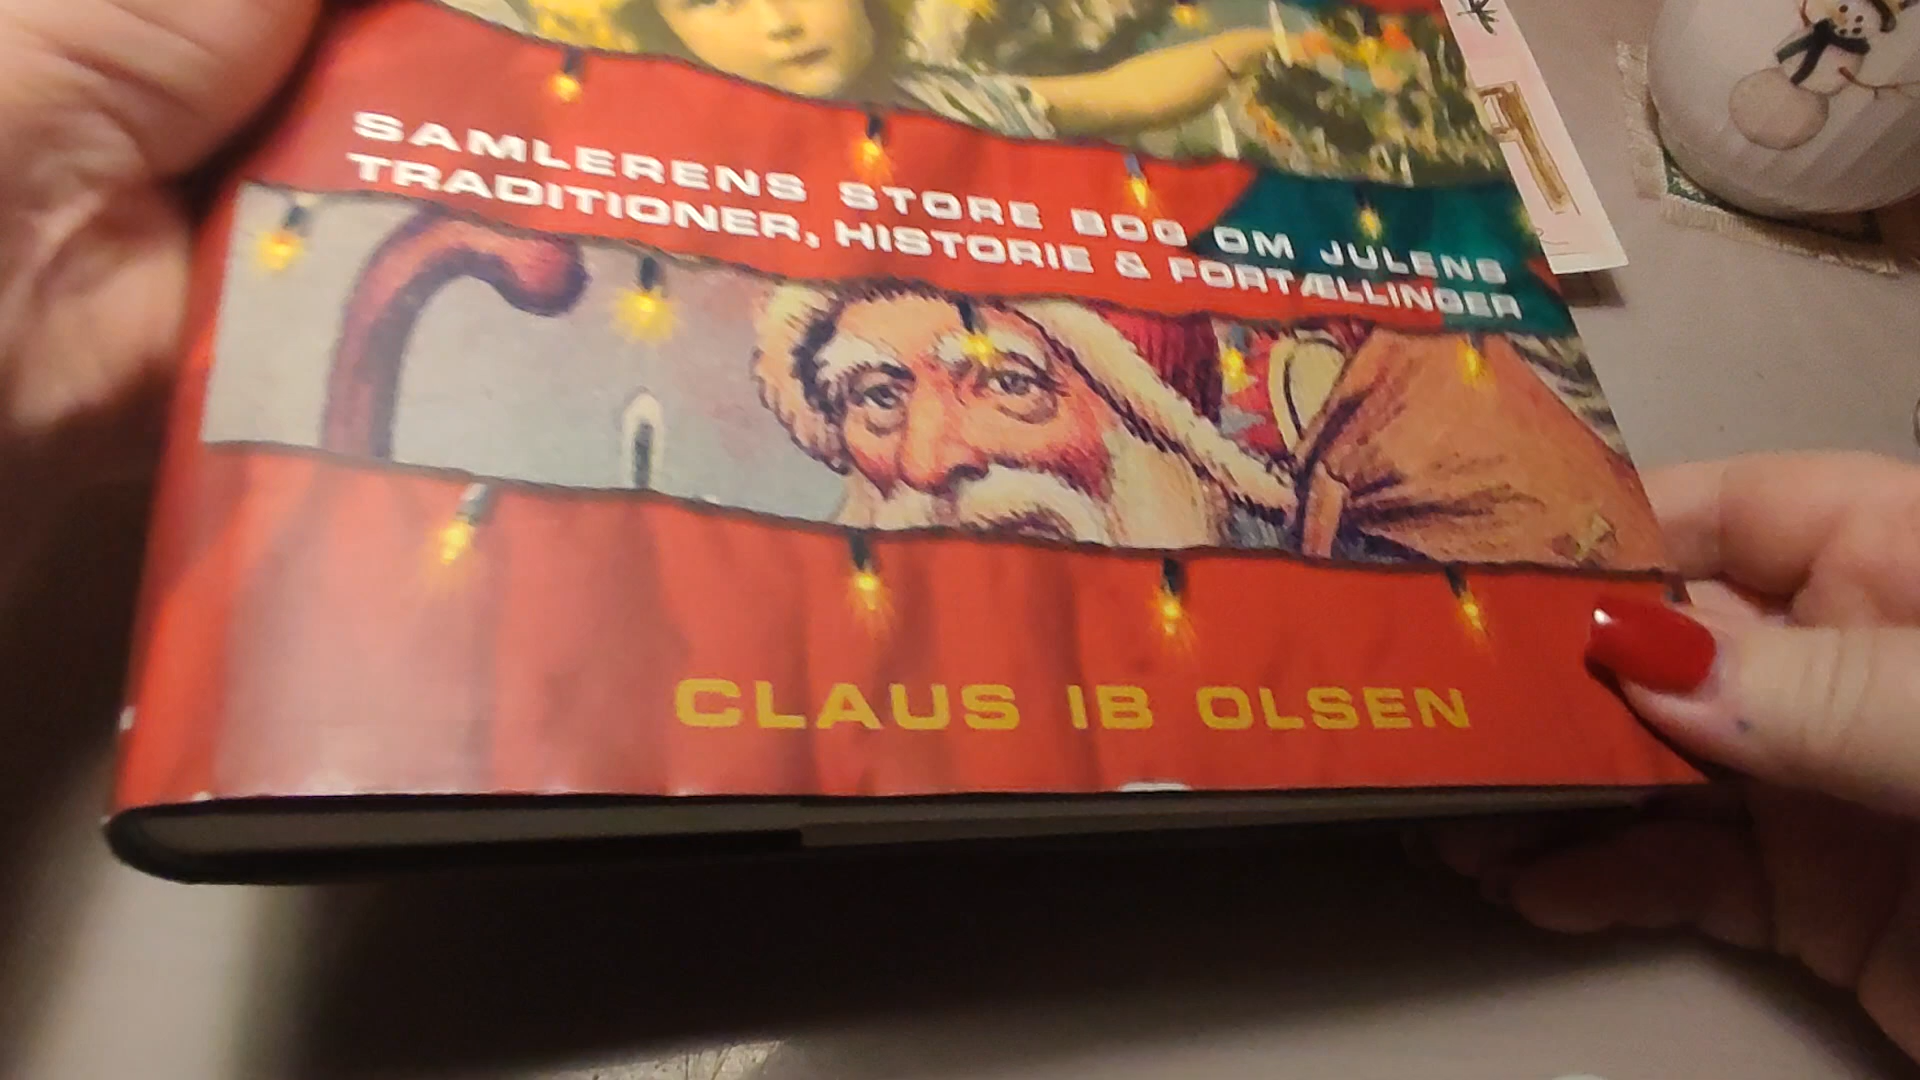 SAMLERENS STORE BOG OM JULENS
TRADITIONER, HISTORIE & FORTÆLLINGER
CLAUS IB OLSEN